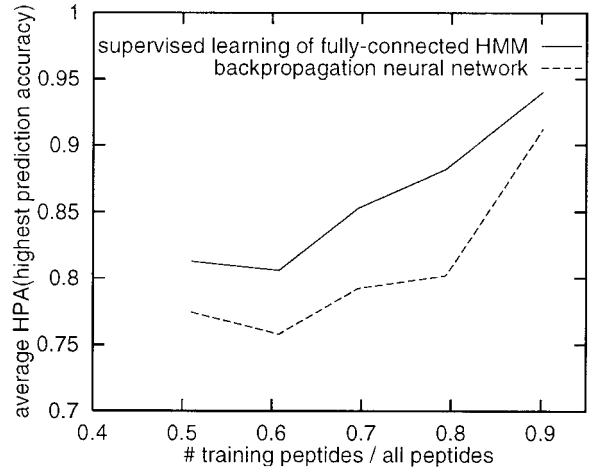 1
supervised learning of fully-connected HMM
backpropagation neural network
0.95
0.9
0.85
0.8
0.75
0.7
average HPA(highest prediction accuracy)
0.4 0.5 0.6 0.7 0.8 0.9
# training peptides / all peptides